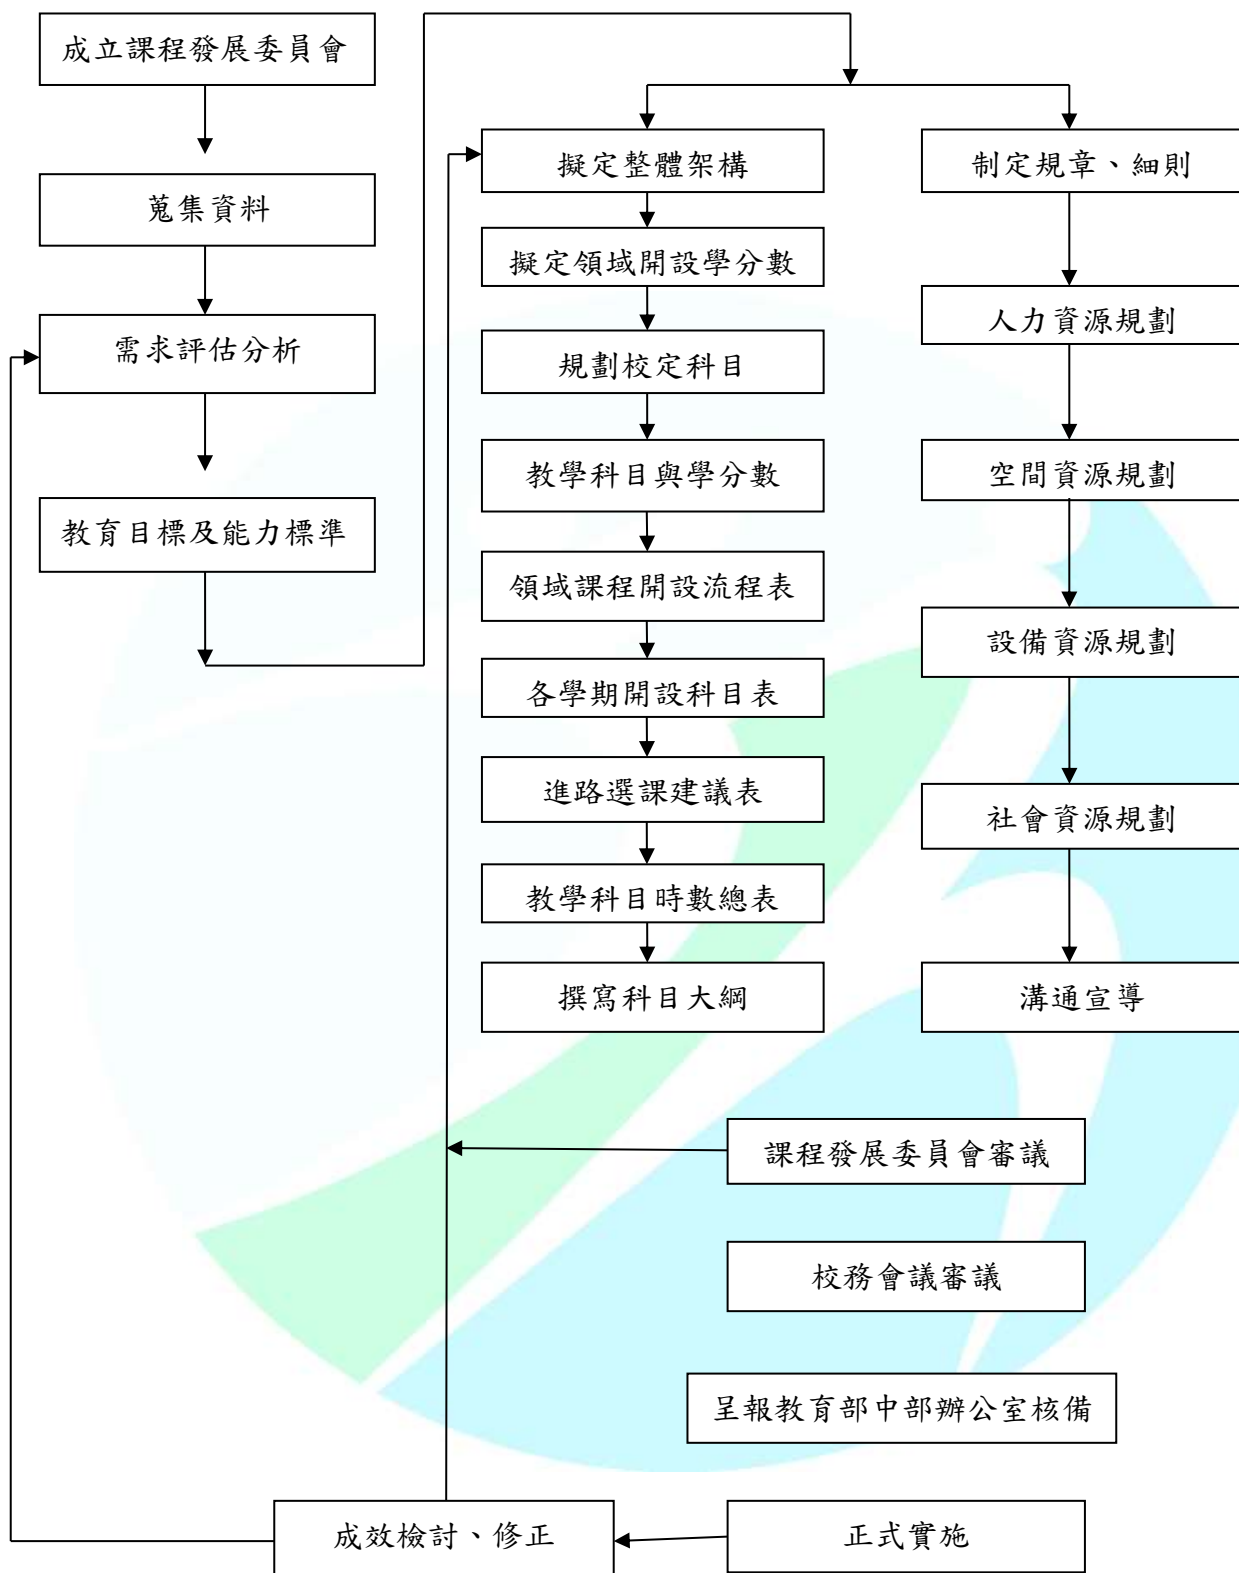 成立課程發展委員會
蒐集資料
需求評估分析
教育目標及能力標準
擬定整體架構
擬定領域開設學分數
規劃校定科目
教學科目與學分數
領域課程開設流程表
各學期開設科目表
進路選課建議表
教學科目時數總表
撰寫科目大綱
制定規章、細則
人力資源規劃
空間資源規劃
設備資源規劃
社會資源規劃
溝通宣導
課程發展委員會審議
校務會議審議
呈報教育部中部辦公室核備
正式實施
成效檢討、修正